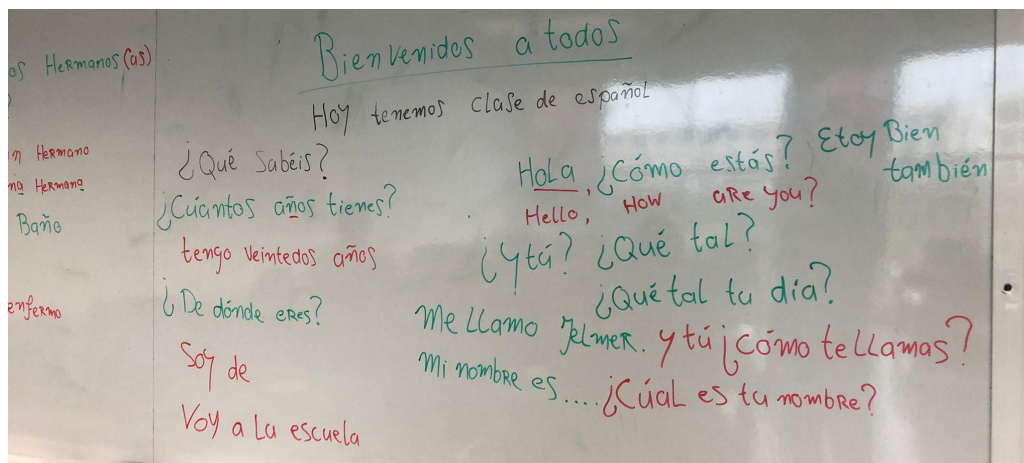 Hermanos(as)
Hermano
Hermana
Baño
enfermo
Bienvenidos a todos
Hoy tenemos clase de español
¿Qué Sabéis?
¿Cúantos años tienes?
tengo veintedos años
¿De dónde eres?
Soy de
Voy a la escuela
Hola, ¿Cómo estás? Etoy Bien
también
Hello, How are you?
¿Y tú? ¿Qué tal?
¿Qué tal tu día?
Me llamo Jelmer. Y tú ¡cómo te llamas?
Mi nombre es.... ¿Cúal es tu nombre?